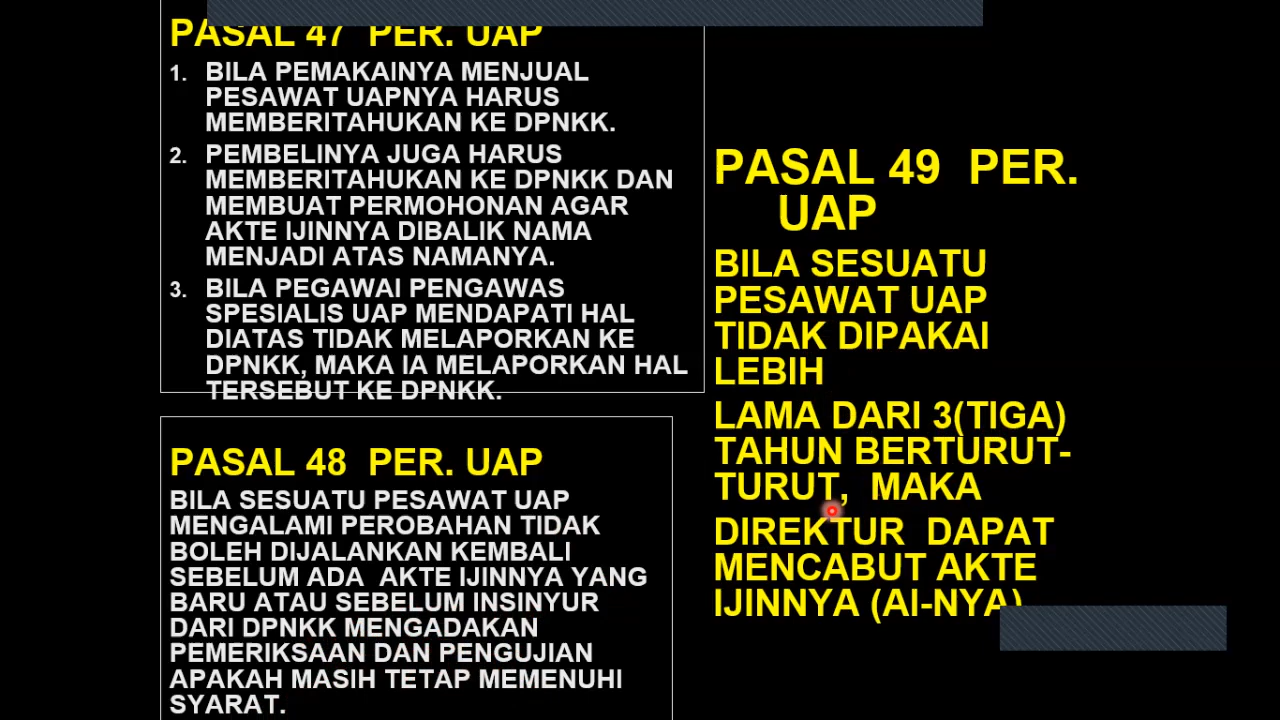 PASAL 47 PER. UAP
1. BILA PEMAKAINYA MENJUAL
PESAWAT UAPNYA HARUS
MEMBERITAHUKAN KE DPNKK.
2. PEMBELINYA JUGA HARUS
MEMBERITAHUKAN KE DPNKK DAN
MEMBUAT PERMOHONAN AGAR
AKTE IJINNYA DIBALIK NAMA
MENJADI ATAS NAMANYA.
3. BILA PEGAWAI PENGAWAS
SPESIALIS UAP MENDAPATI HAL
DIATAS TIDAK MELAPORKAN KE
DPNKK, MAKA IA MELAPORKAN HAL
TERSEBUT KE DPNKK.
PASAL 48 PER. UAP
BILA SESUATU PESAWAT UAP
MENGALAMI PEROBAHAN TIDAK
BOLEH DIJALANKAN KEMBALI
SEBELUM ADA AKTE IJINNYA YANG
BARU ATAU SEBELUM INSINYUR
DARI DPNKK MENGADAKAN
PEMERIKSAAN DAN PENGUJIAN
APAKAH MASIH TETAP MEMENUHI
SYARAT.
PASAL 49 PER.
UAP
BILA SESUATU
PESAWAT UAP
TIDAK DIPAKAI
LEBIH
LAMA DARI 3(TIGA)
TAHUN BERTURUT-
TURUT, MAKA
DIREKTUR DAPAT
MENCABUT AKTE
IJINNYA (AI-NYA)